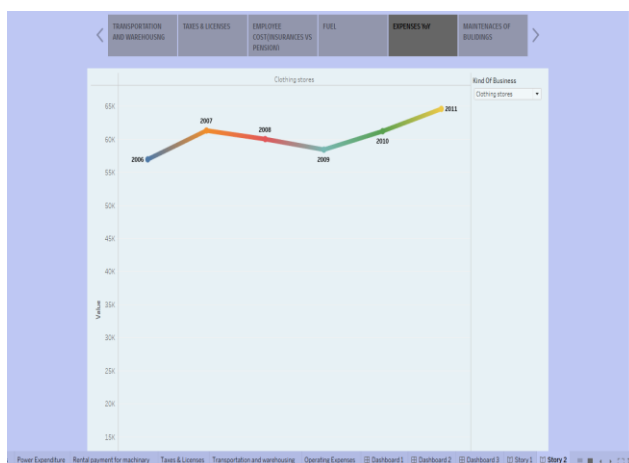 TRANSPORTATION
AND WAREHOUSNG
TAXES & LICENSES
EMPLOYEE
COST(INSURANCES VS
PENSION)
FUEL
EXPENSES YoY
MAINTENACES OF
BUILDINGS
Clothing stores
Kind Of Business
Clothing stores
65K
60K
55K
50K
45K
40K
35K
30K
25K
20K
15K
Value
2006
2007
2008
2009
2010
2011
Power Expenditure
Rental payment for machinary
Taxes & Licenses
Transportation and warehousing
Operating Expenses
Dashboard 1
Dashboard 2
Dashboard 3
Story 1
Story 2